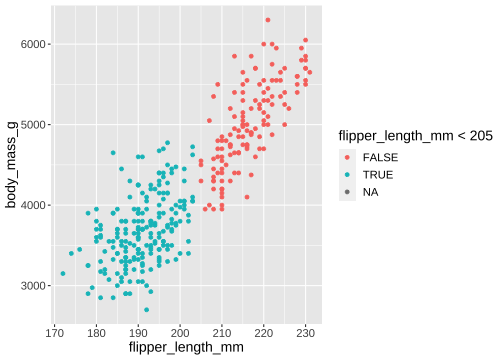 6000
5000
4000
3000
body_mass_g
170 180 190 200 210 220 230
flipper_length_mm
flipper_length_mm < 205
FALSE
TRUE
NA